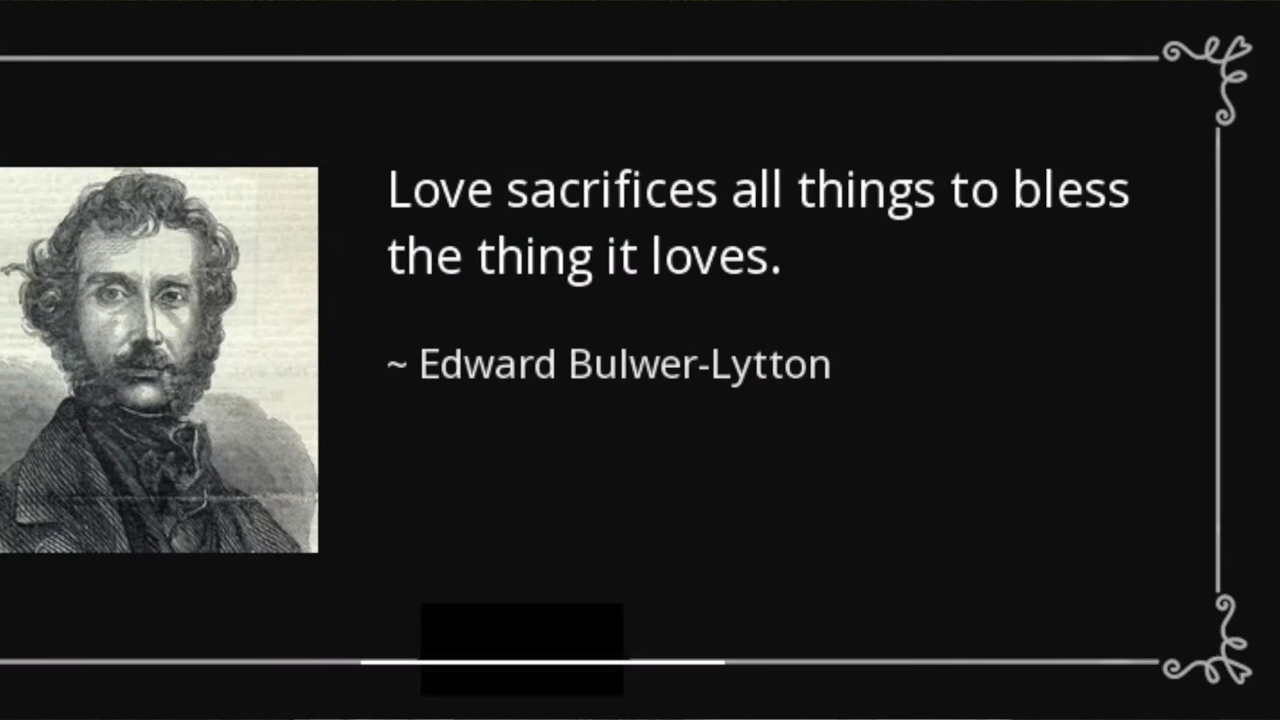 Love sacrifices all things to bless
the thing it loves.
~ Edward Bulwer-Lytton